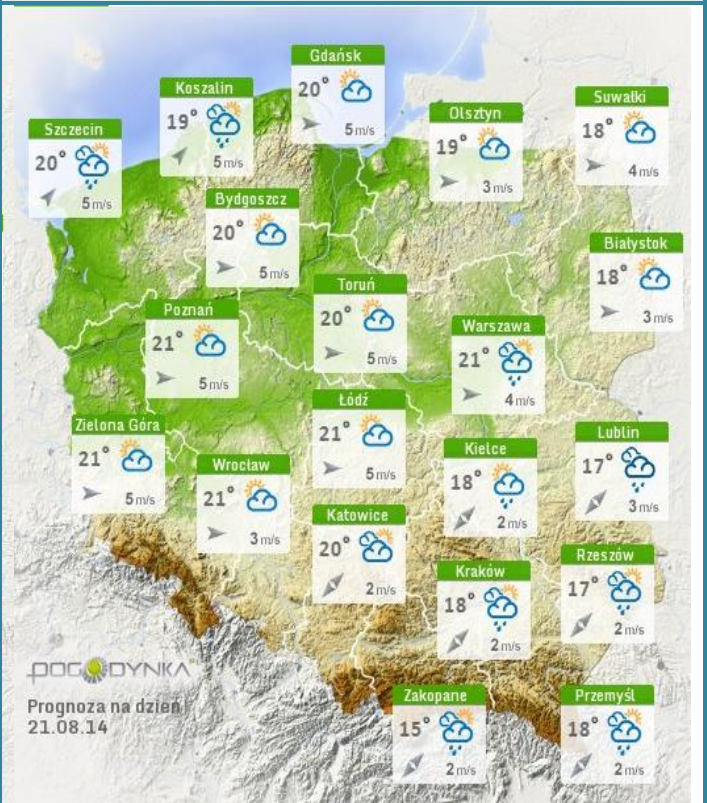 Gdańsk
20°
5 m/s
Koszalin
19°
5 m/s
Suwałki
18°
4 m/s
Olsztyn
19°
3 m/s
Szczecin
20°
5 m/s
Bydgoszcz
20°
5 m/s
Białystok
18°
3 m/s
Toruń
20°
5 m/s
Poznań
21°
5 m/s
Warszawa
21°
4 m/s
Łódź
21°
5 m/s
Zielona Góra
21°
5 m/s
Lublin
17°
3 m/s
Kielce
18°
2 m/s
Wrocław
21°
3 m/s
Katowice
20°
2 m/s
Rzeszów
17°
2 m/s
Kraków
18°
2 m/s
POGODYNKA
Prognoza na dzień
21.08.14
Zakopane
15°
2 m/s
Przemyśl
18°
2 m/s